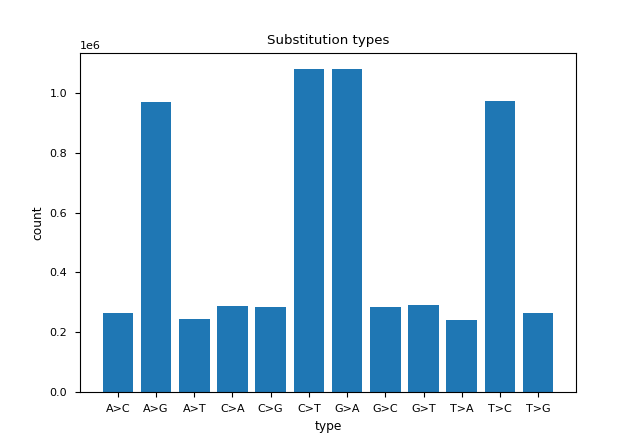 Substitution types
1e6
1.0
0.8
0.6
0.4
0.2
0.0
count
A>C A>G A>T C>A C>G C>T G>A G>C G>T T>A T>C T>G
type